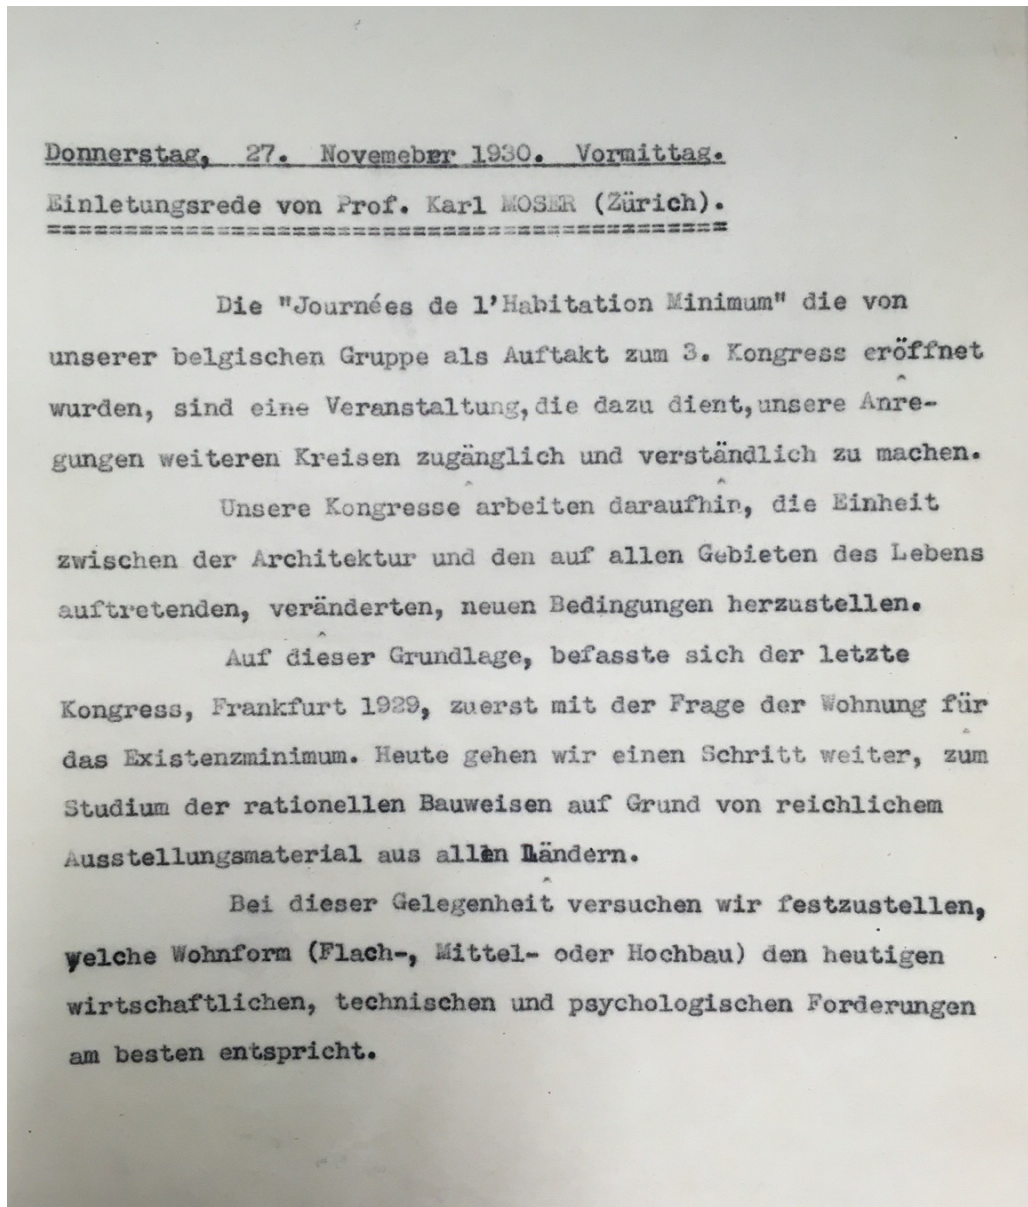 Donnerstag, 27. Novemeber 1930. Vormittag.
Einletungsrede von Prof. Karl MOSER (Zürich).
Die "Journées de l'Habitation Minimum" die von
unserer belgischen Gruppe als Auftakt zum 3. Kongress eröffnet
wurden, sind eine Veranstaltung, die dazu dient, unsere Anre-
gungen weiteren Kreisen zugänglich und verständlich zu machen.
Unsere Kongresse arbeiten daraufhin, die Einheit
zwischen der Architektur und den auf allen Gebieten des Lebens
auftretenden, veränderten, neuen Bedingungen herzustellen.
Auf dieser Grundlage, befasste sich der letzte
Kongress, Frankfurt 1929, zuerst mit der Frage der Wohnung für
das Existenzminimum. Heute gehen wir einen Schritt weiter, zum
Studium der rationellen Bauweisen auf Grund von reichlichem
Ausstellungsmaterial aus allen Ländern.
Bei dieser Gelegenheit versuchen wir festzustellen,
welche Wohnform (Flach-, Mittel- oder Hochbau) den heutigen
wirtschaftlichen, technischen und psychologischen Forderungen
am besten entspricht.